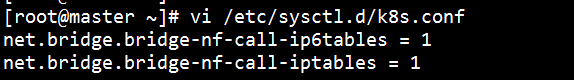 [root@master ~]# vi /etc/sysctl.d/k8s.conf
net.bridge.bridge-nf-call-ip6tables = 1
net.bridge.bridge-nf-call-iptables = 1